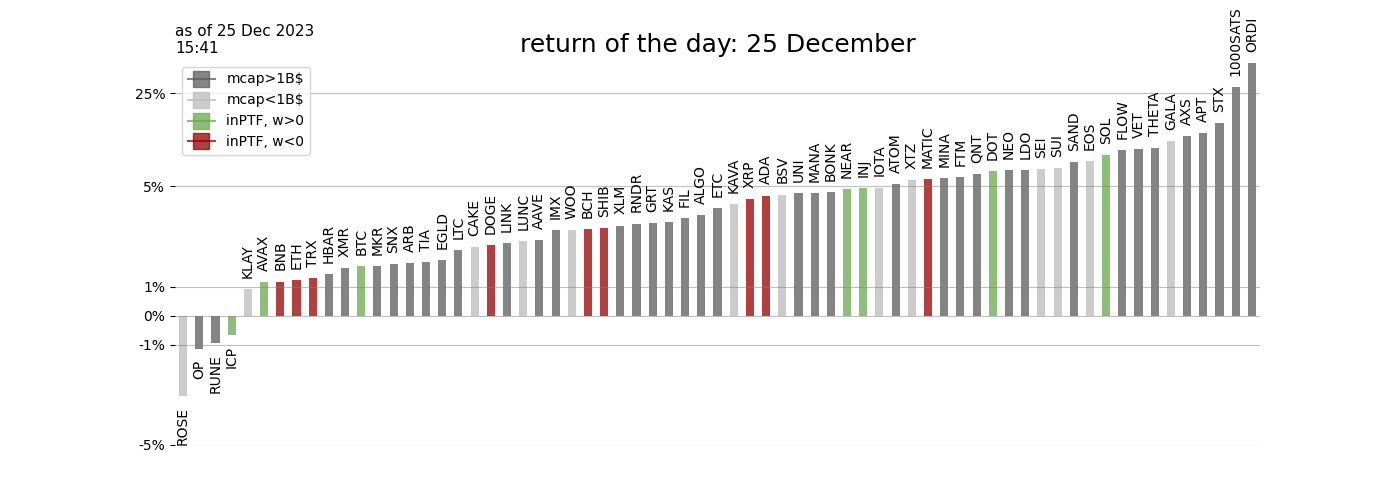 as of 25 Dec 2023
15:41
return of the day: 25 December
mcap>1B$
mcap<1B$
inPTF, w>0
inPTF, w<0
25%
5%
1%
0%
-1%
-5%
ROSE
OP
RUNE
ICP
KLAY
AVAX
BNB
ETH
TRX
HBAR
XMR
BTC
MKR
SNX
ARB
TIA
EGLD
LTC
CAKE
DOGE
LINK
LUNC
AAVE
IMX
WOO
BCH
SHIB
XLM
RNDR
GRT
KAS
FIL
ALGO
ETC
KAVA
XRP
ADA
BSV
UNI
MANA
BONK
NEAR
INJ
IOTA
ATOM
XTZ
MATIC
MINA
FTM
QNT
DOT
NEO
LDO
SEI
SUI
SAND
EOS
SOL
FLOW
VET
THETA
GALA
AXS
APT
STX
1000SATS
ORDI